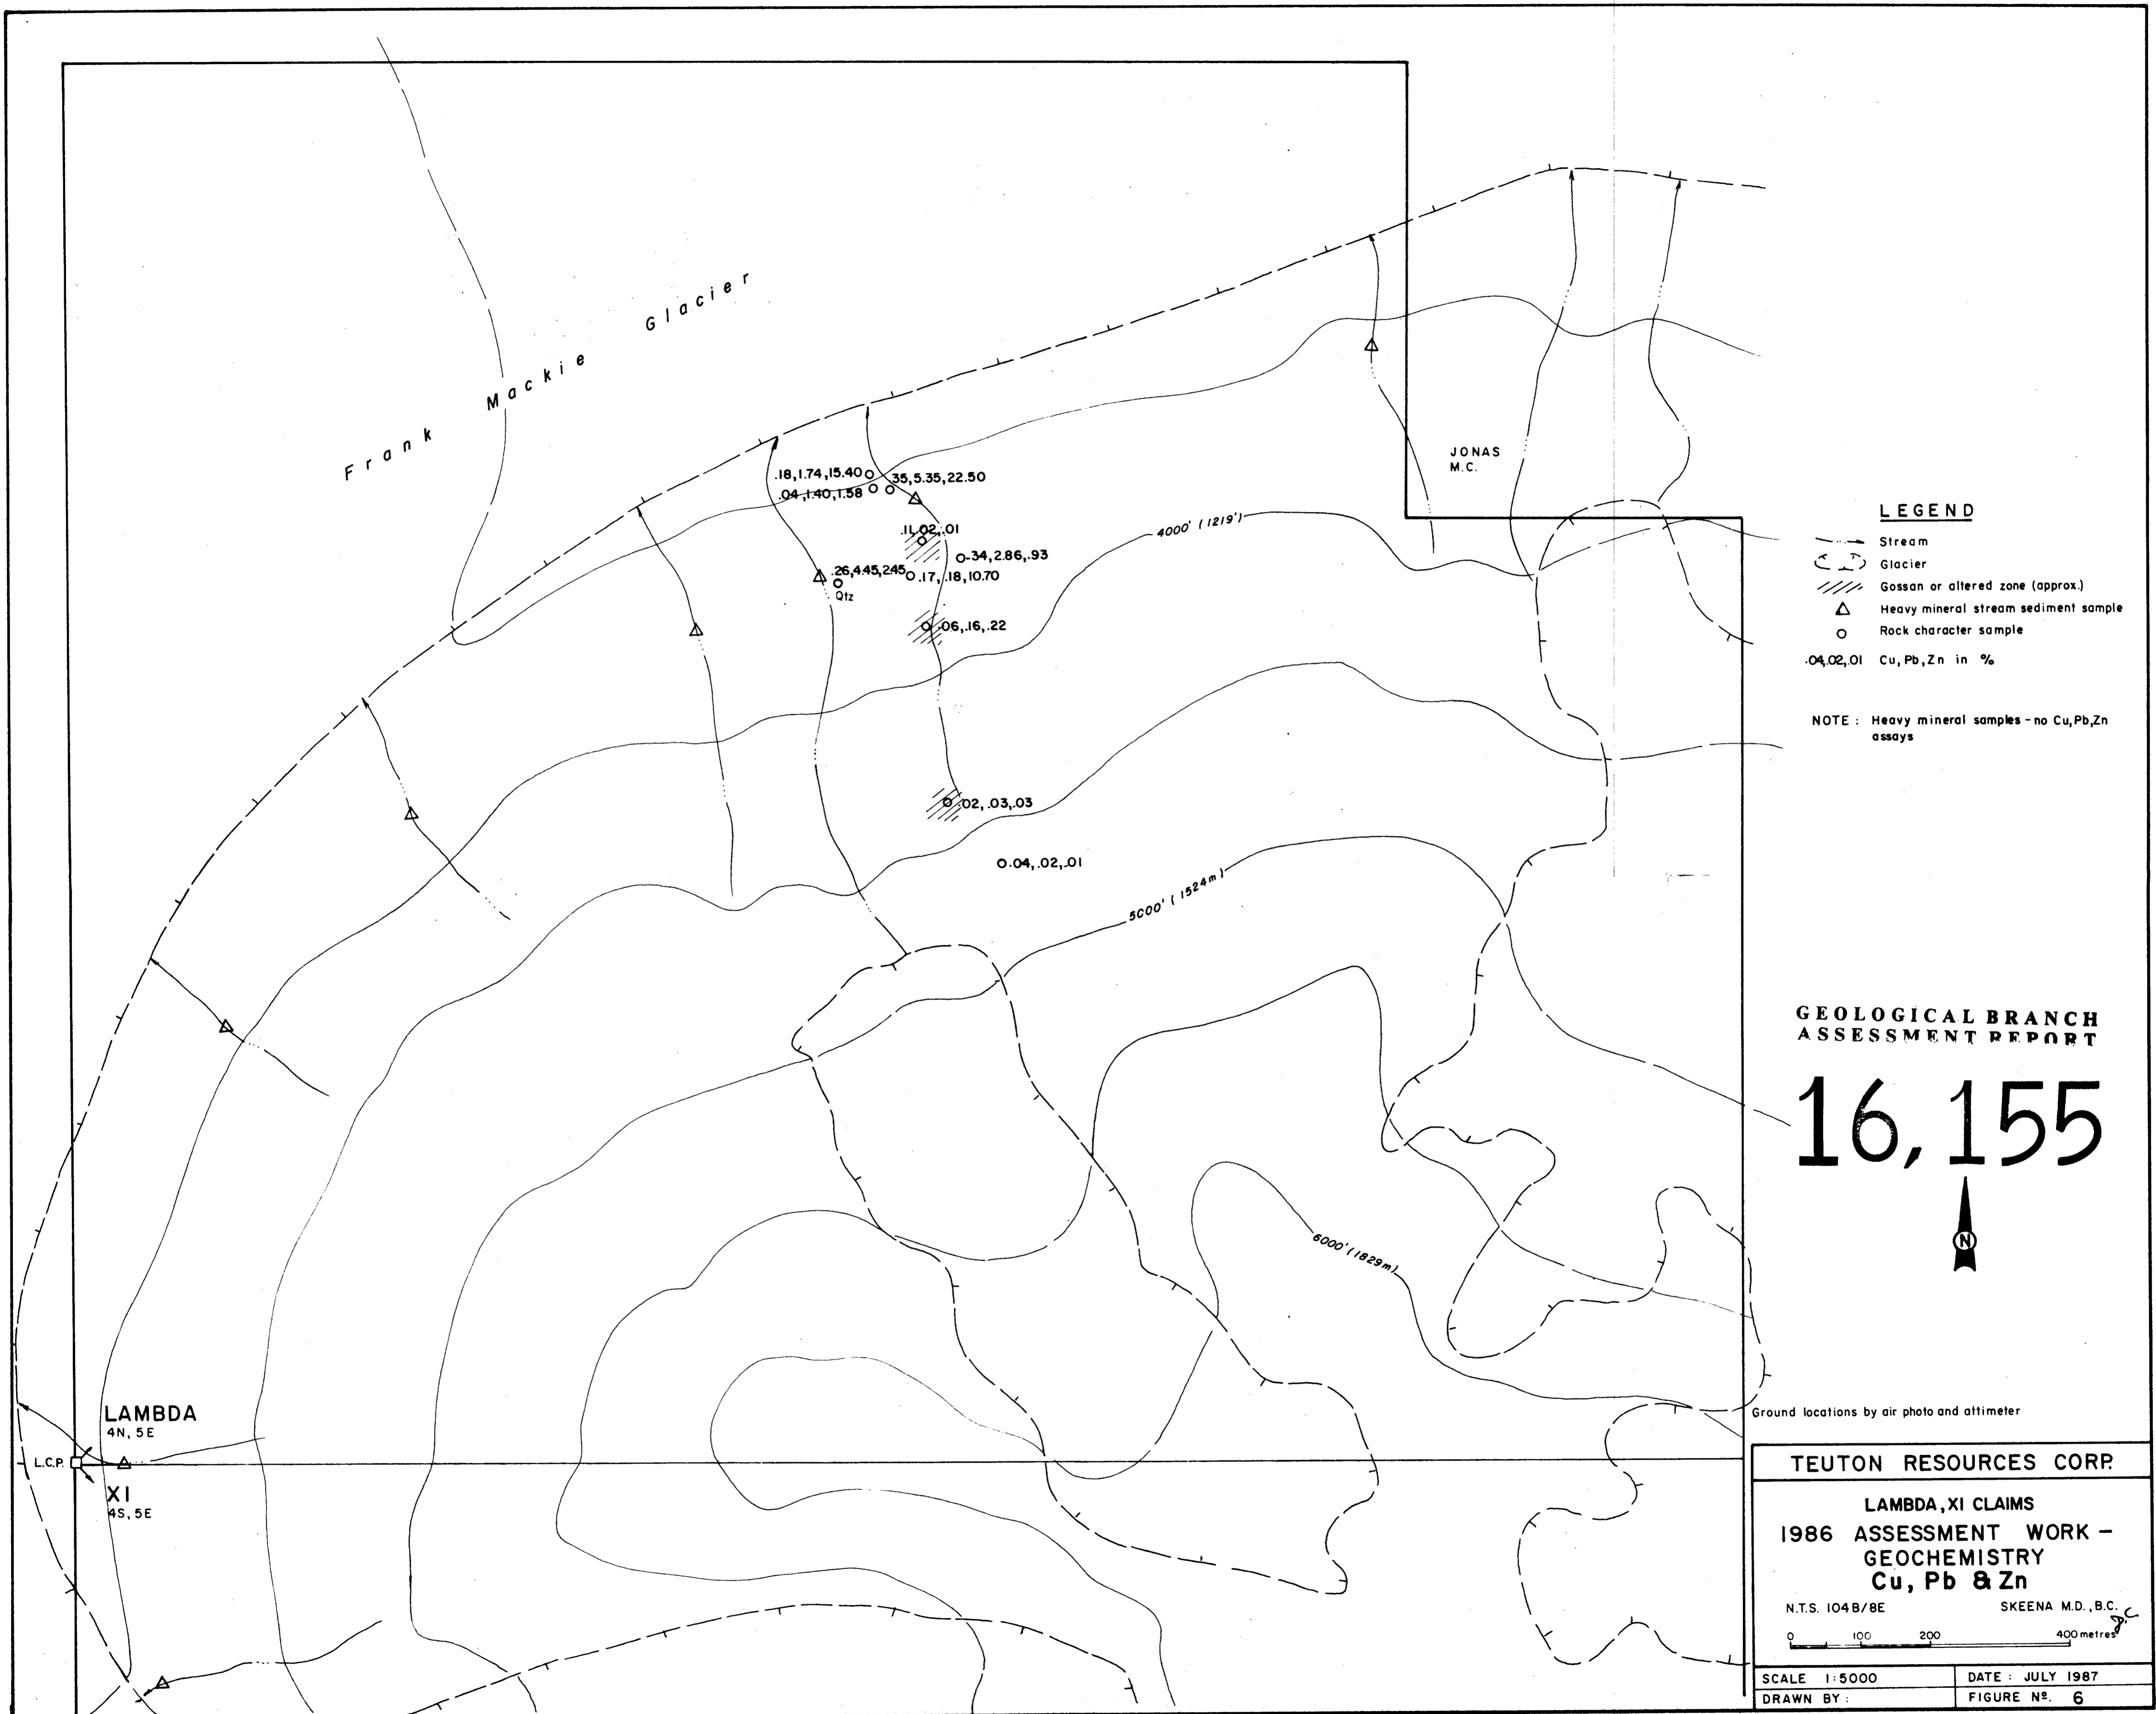 Frank Mackie Glacier
.18,1.74,15.40
.35,5.35,22.50
.04,1.40,1.58
.11,.02,.01
.34,2.86,.93
.26,4.45,2.45
.17,.18,10.70
Qtz
.06,.16,.22
.02,.03,.03
.04,.02,.01
4000' (1219')
5000' (1524m)
6000' (1829m)
JONAS
M.C.
LEGEND
Stream
Glacier
Gossan or altered zone (approx.)
Heavy mineral stream sediment sample
Rock character sample
.04,.02,.01 Cu, Pb, Zn in %
NOTE : Heavy mineral samples - no Cu,Pb,Zn
assays
GEOLOGICAL BRANCH
ASSESSMENT REPORT
16,155
N
LAMBDA
4N, 5E
L.C.P.
XI
4S, 5E
Ground locations by air photo and attimeter
TEUTON RESOURCES CORP.
LAMBDA, XI CLAIMS
1986 ASSESSMENT WORK -
GEOCHEMISTRY
Cu, Pb & Zn
N.T.S. 104B/8E SKEENA M.D., B.C.
0 100 200 400 metres
SCALE 1:5000 DATE : JULY 1987
DRAWN BY : FIGURE Nº. 6